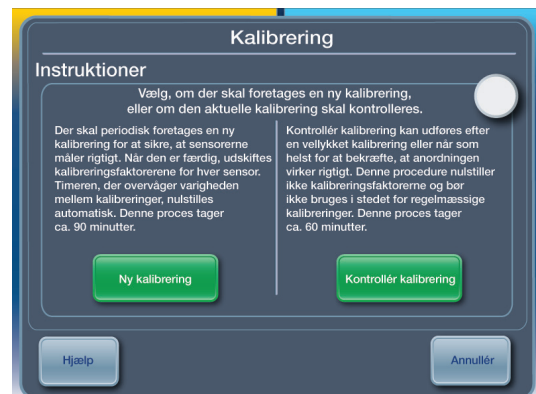 Kalibrering
Instruktioner
Vælg, om der skal foretages en ny kalibrering,
eller om den aktuelle kalibrering skal kontrolleres.
Der skal periodisk foretages en ny
kalibrering for at sikre, at sensorerne
måler rigtigt. Når den er færdig, udskiftes
kalibreringsfaktorerene for hver sensor.
Timeren, der overvåger varigheden
mellem kalibreringer, nulstilles
automatisk. Denne proces tager
ca. 90 minutter.
Kontrollér kalibrering kan udføres efter
en vellykket kalibrering eller når som
helst for at bekræfte, at anordningen
virker rigtigt. Denne procedure nulstiller
ikke kalibreringsfaktorerne og bør
ikke bruges i stedet for regelmæssige
kalibreringer. Denne proces tager
ca. 60 minutter.
Ny kalibrering
Kontrollér kalibrering
Hjælp
Annullér